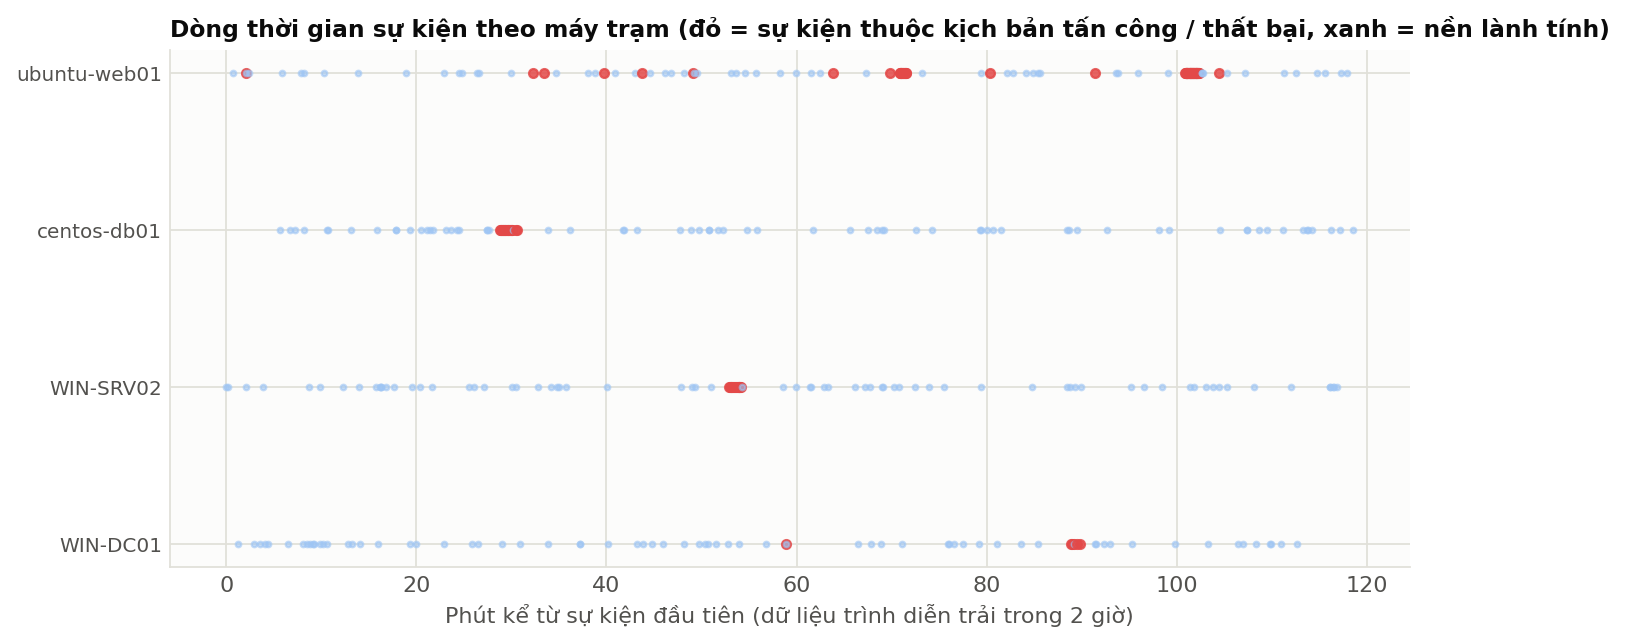 Dòng thời gian sự kiện theo máy trạm (đỏ = sự kiện thuộc kịch bản tấn công / thất bại, xanh = nền lành tính)
ubuntu-web01
centos-db01
WIN-SRV02
WIN-DC01
0 20 40 60 80 100 120
Phút kể từ sự kiện đầu tiên (dữ liệu trình diễn trải trong 2 giờ)